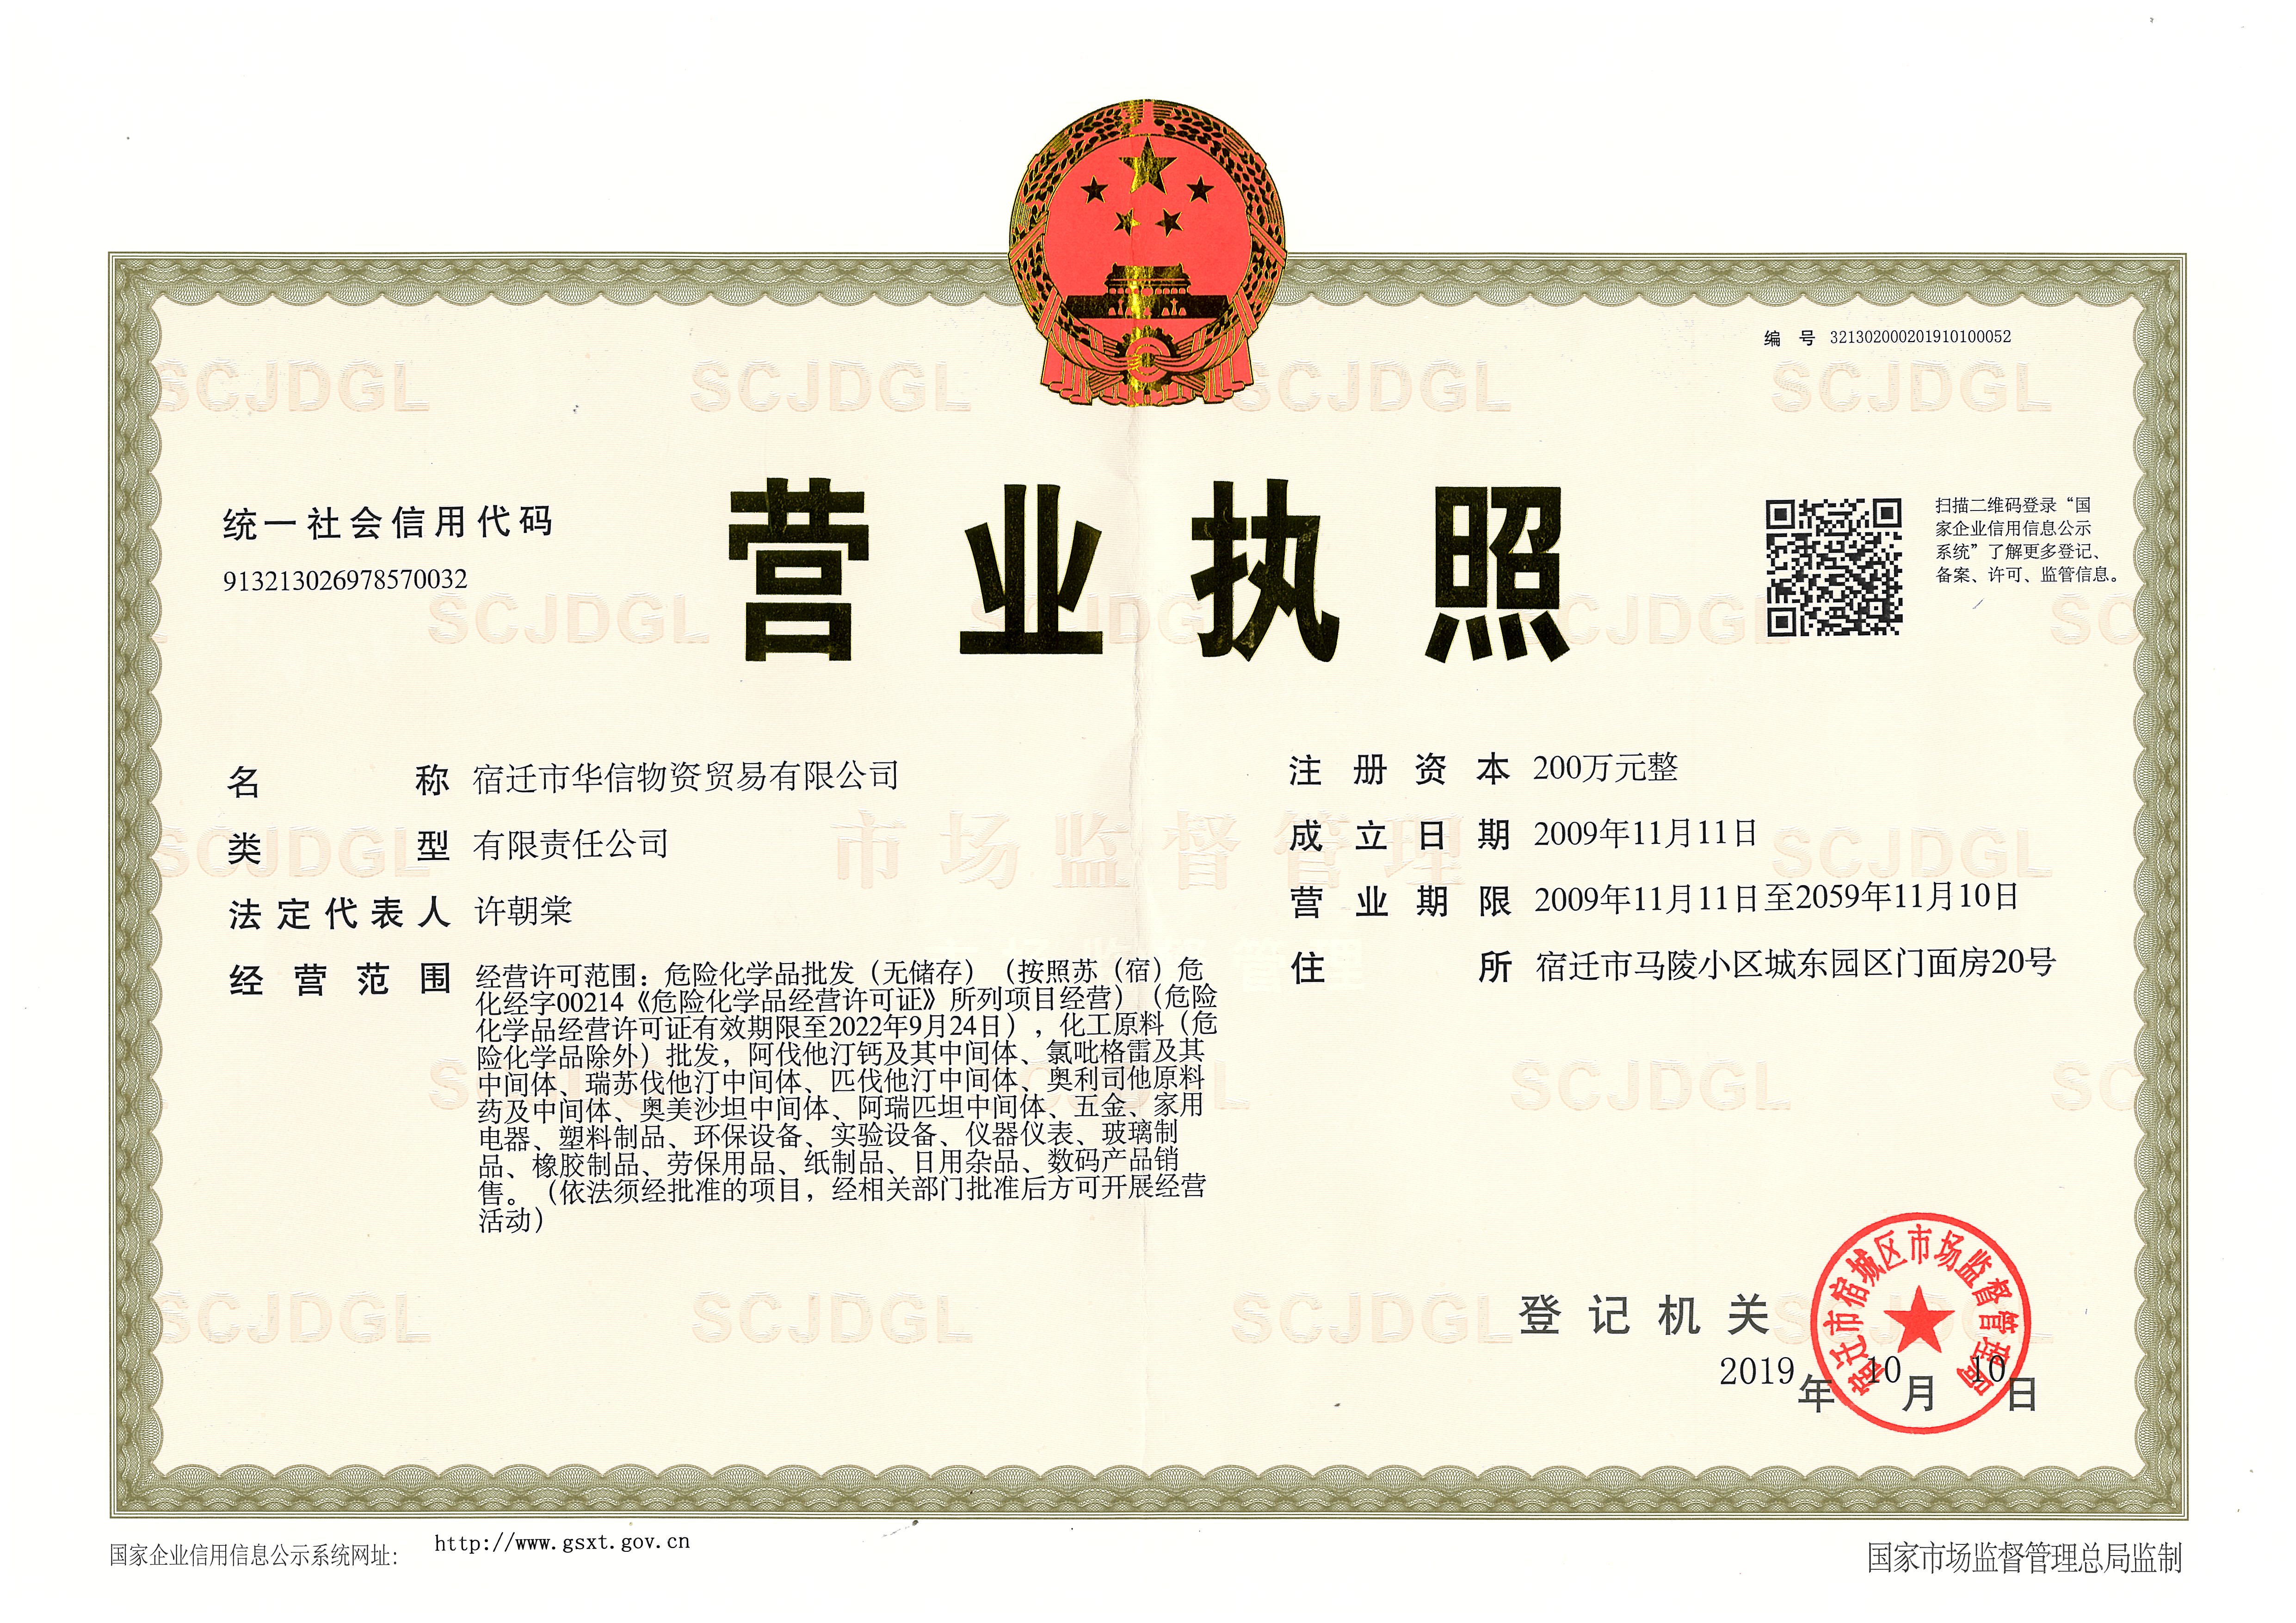 编 号 321302000201910100052
营业执照
统一社会信用代码
913213026978570032
扫描二维码登录“国
家企业信用信息公示
系统”了解更多登记、
备案、许可、监管信息。
名 称 宿迁市华信物资贸易有限公司
类 型 有限责任公司
法定代表人 许朝棠
经营范围 经营许可范围：危险化学品批发（无储存）（按照苏（宿）危
化经字00214《危险化学品经营许可证》所列项目经营）（危险
化学品经营许可证有效期限至2022年9月24日），化工原料（危
险化学品除外）批发，阿伐他汀钙及其中间体、氯吡格雷及其
中间体、瑞苏伐他汀中间体、匹伐他汀中间体、奥利司他原料
药及中间体、奥美沙坦中间体、阿瑞匹坦中间体、五金、家用
电器、塑料制品、环保设备、实验设备、仪器仪表、玻璃制
品、橡胶制品、劳保用品、纸制品、日用杂品、数码产品销
售。（依法须经批准的项目，经相关部门批准后方可开展经营
活动）
注册资本 200万元整
成立日期 2009年11月11日
营业期限 2009年11月11日至2059年11月10日
住 所 宿迁市马陵小区城东园区门面房20号
登记机关
宿迁市宿城区市场监督管理局
2019年10月10日
国家企业信用信息公示系统网址： http://www.gsxt.gov.cn
国家市场监督管理总局监制
SCJDGL
市场监督管理